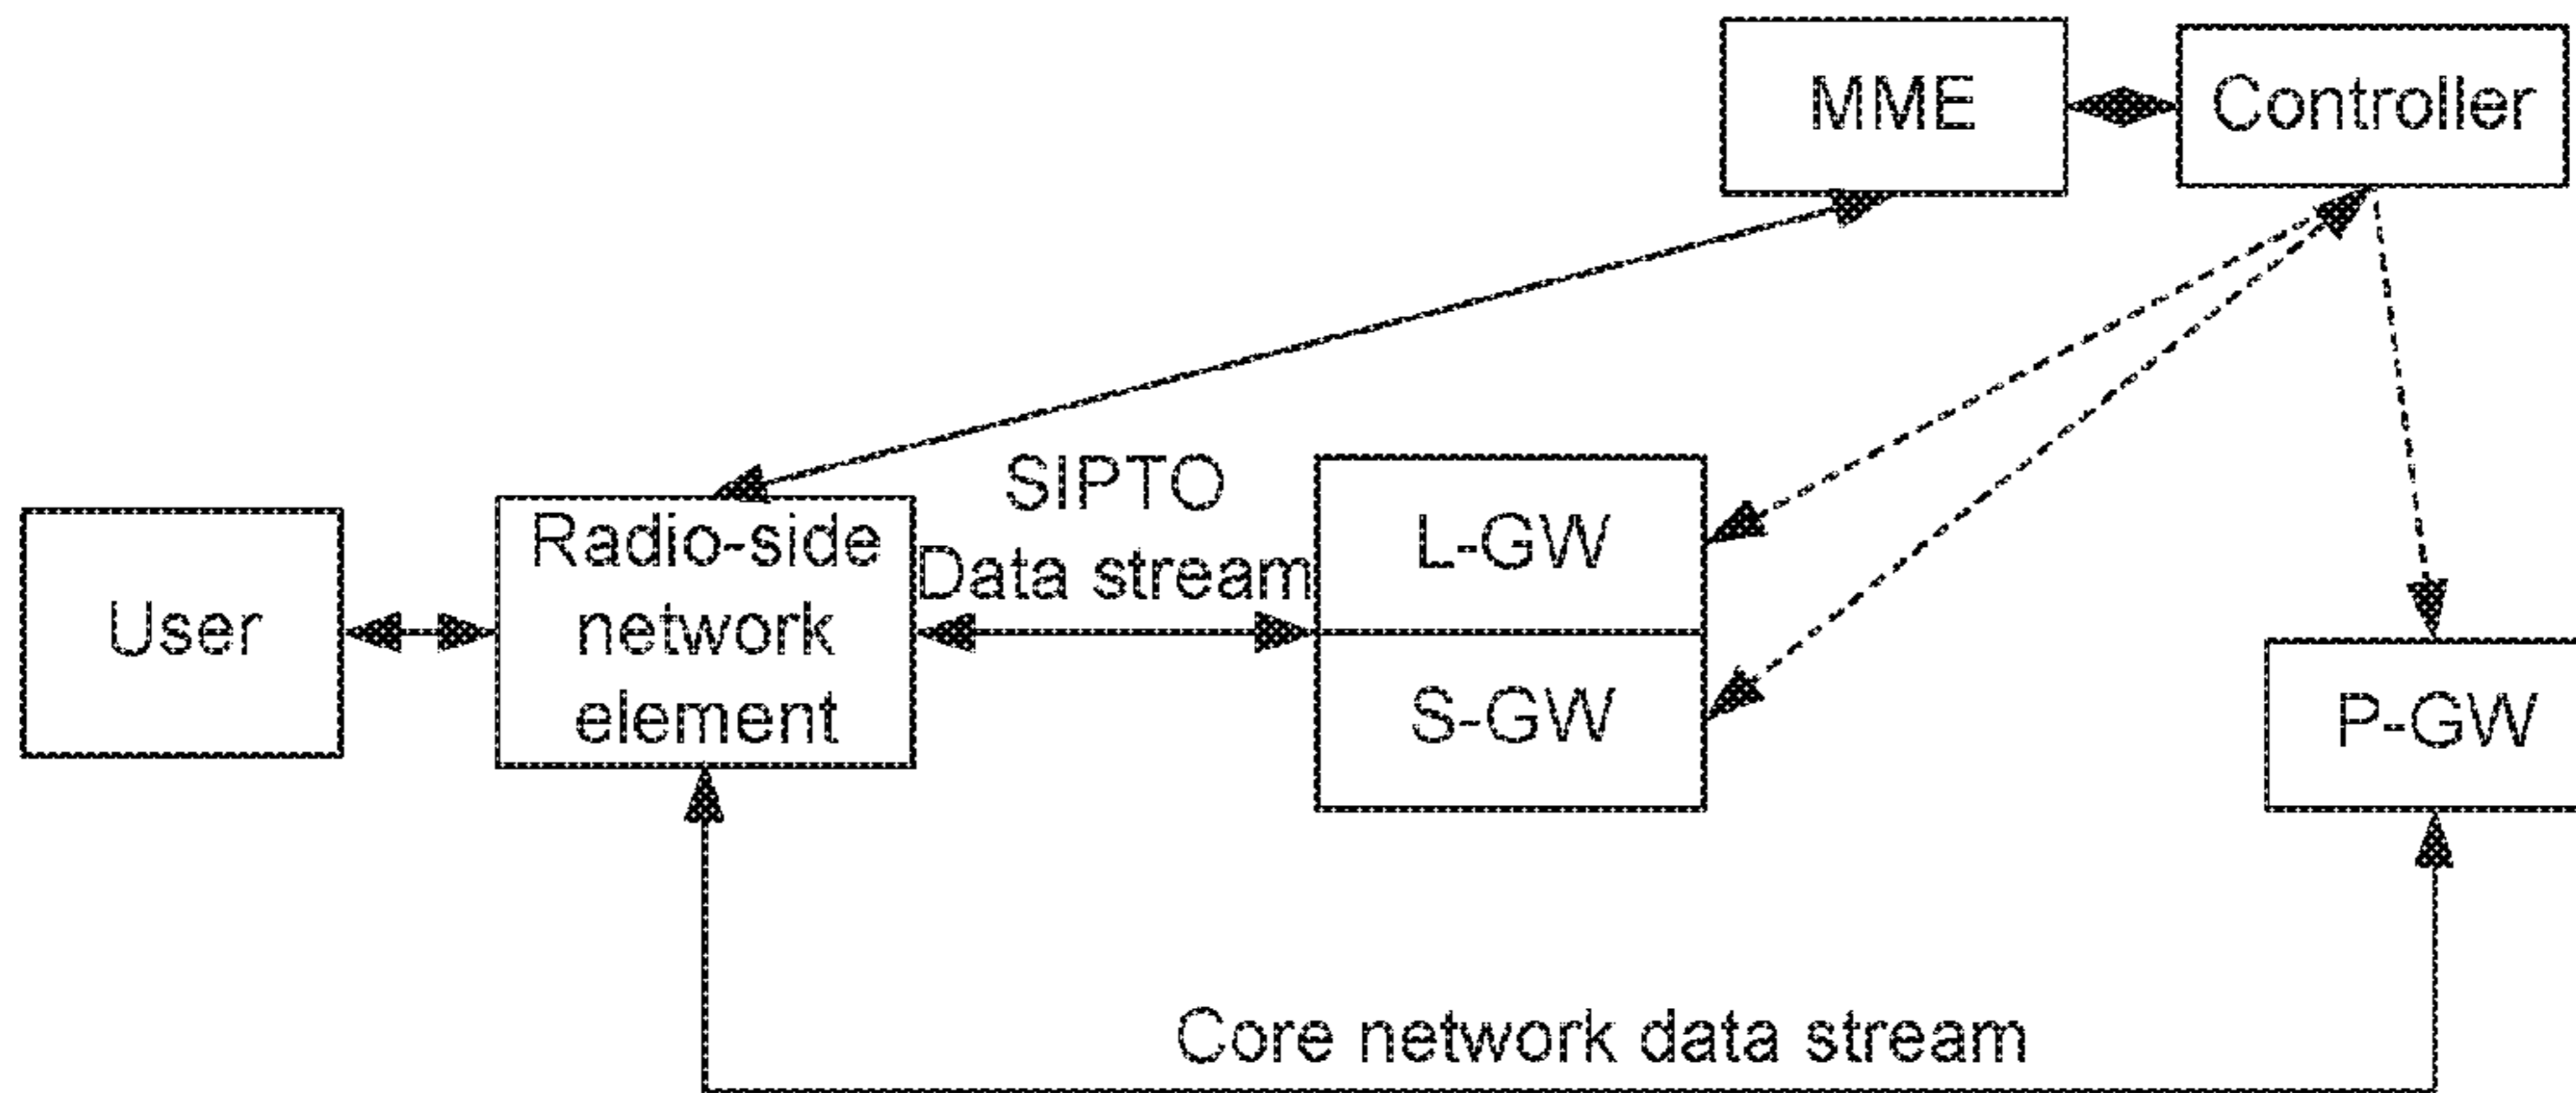 MME
Controller
SIPTO
Data stream
User
Radio-side
network
element
L-GW
S-GW
P-GW
Core network data stream